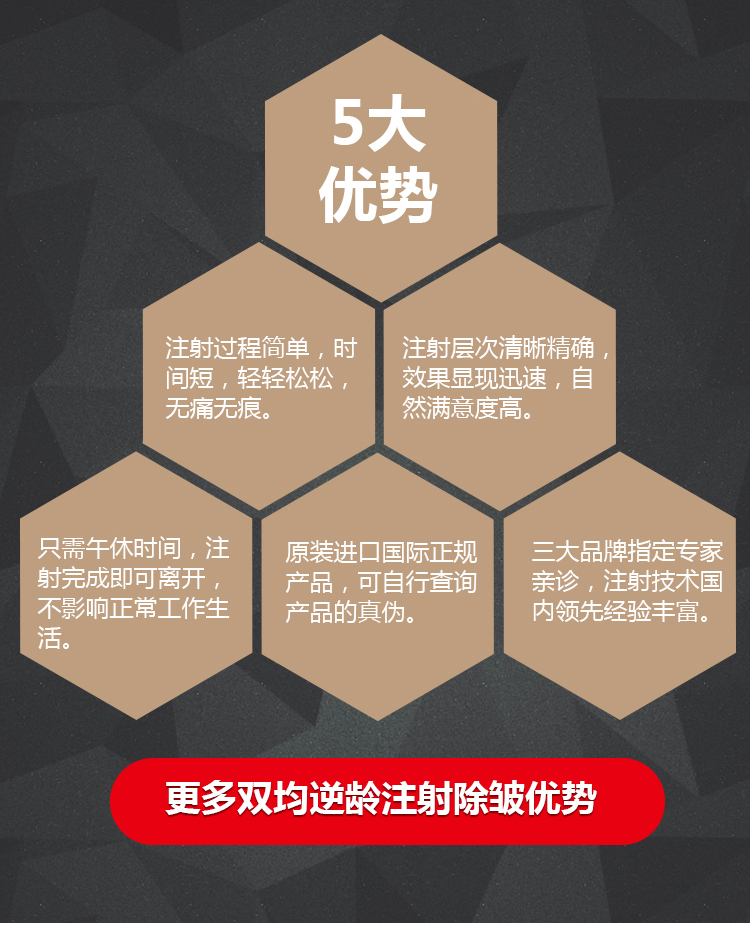 5大
优势
注射过程简单，时
间短，轻轻松松，
无痛无痕。
注射层次清晰精确，
效果显现迅速，自
然满意度高。
只需午休时间，注
射完成即可离开，
不影响正常工作生
活。
原装进口国际正规
产品，可自行查询
产品的真伪。
三大品牌指定专家
亲诊，注射技术国
内领先经验丰富。
更多双均逆龄注射除皱优势